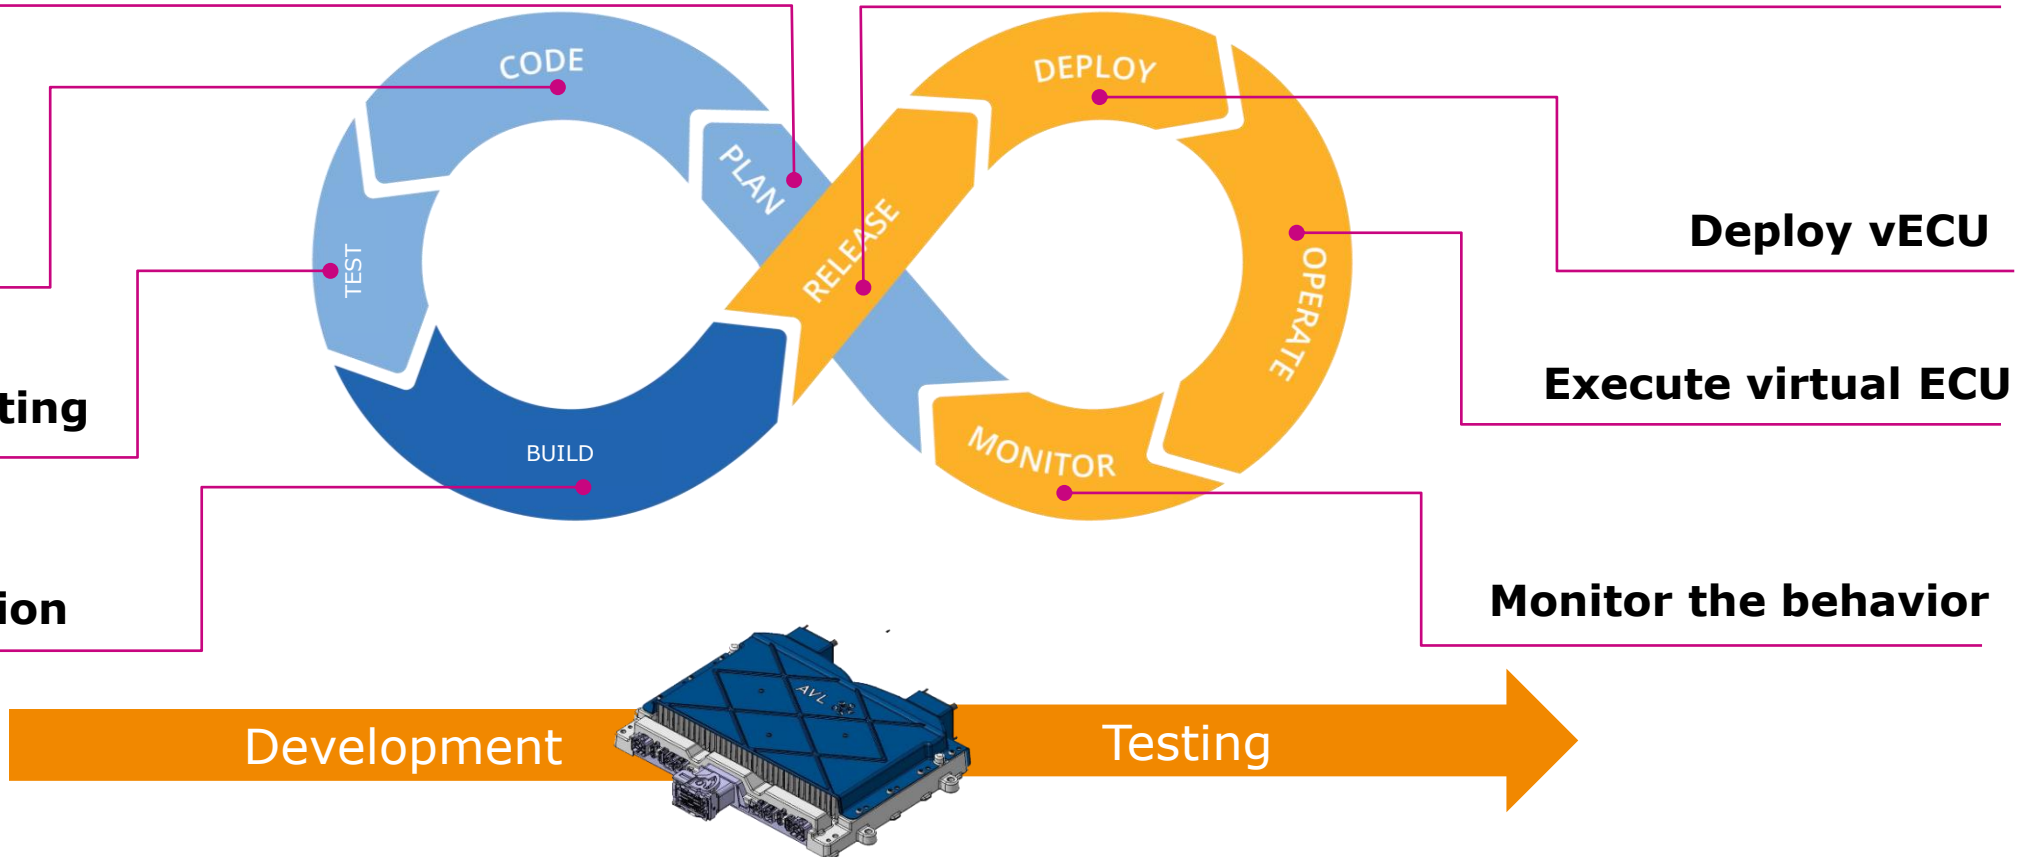 CODE
DEPLOY
PLAN
RELEASE
TEST
OPERATE
Deploy vECU
Execute virtual ECU
ting
BUILD
MONITOR
ion
Monitor the behavior
AVL
Development
Testing